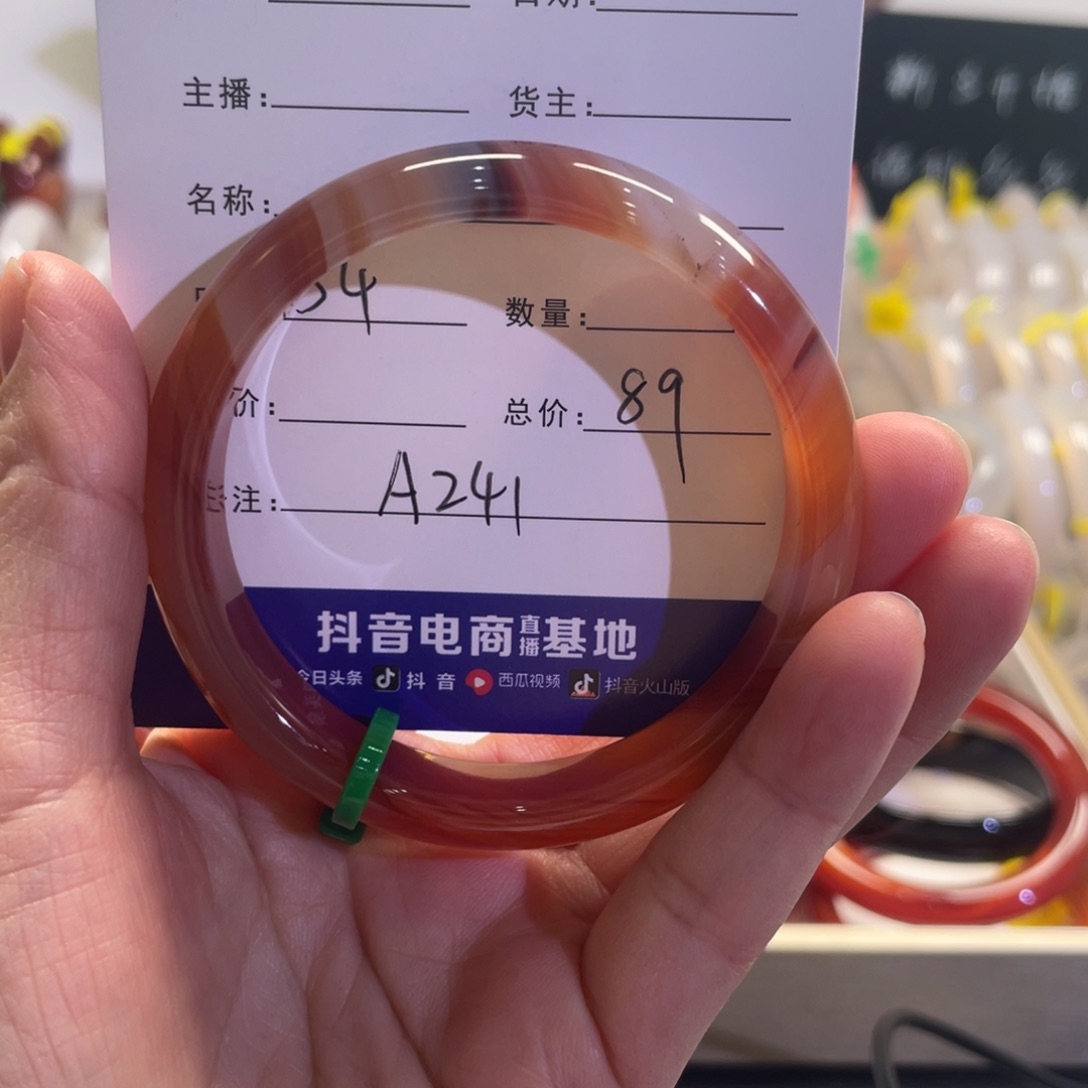 日期:
主播: 货主:
名称:
54 数量:
价: 总价: 89
注: A241
抖音电商直播基地
今日头条 抖音 西瓜视频 抖音火山版